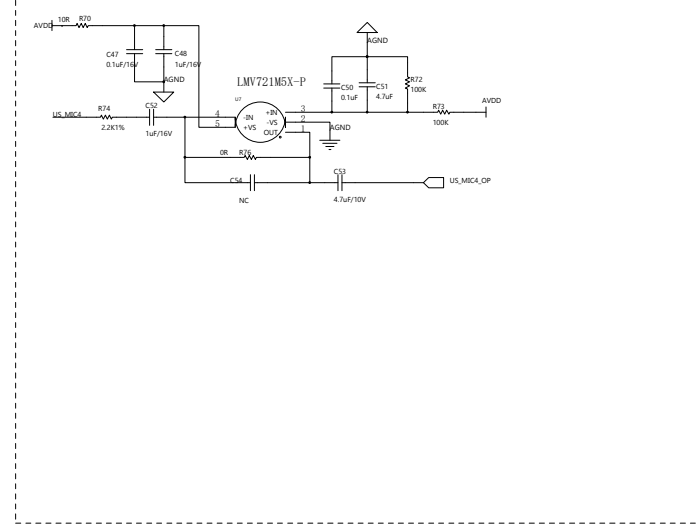 AVDD 10R R70
AGND
C47 0.1uF/16V
C48 1uF/16V
AGND
LMV721M5X-P
U7
C50 0.1uF
C51 4.7uF
R72 100K
US_MIC4
R74 2.2K1%
C52 1uF/16V
4 -IN
5 +VS
+IN 3
-VS 2
OUT 1
AGND
R73 100K
AVDD
0R R76
C54
NC
C53
4.7uF/10V
US_MIC4_OP